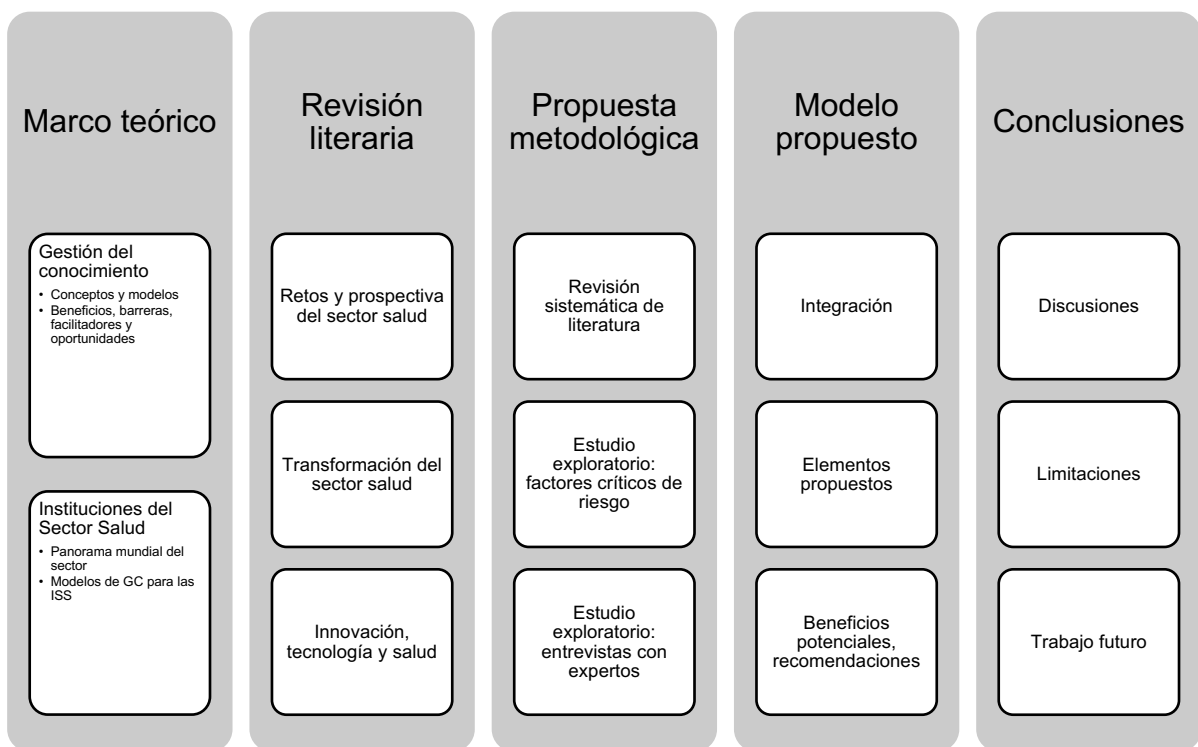 Marco teórico
Gestión del
conocimiento
• Conceptos y modelos
• Beneficios, barreras,
facilitadores y
oportunidades
Instituciones del
Sector Salud
• Panorama mundial del
sector
• Modelos de GC para las
ISS
Revisión
literaria
Retos y prospectiva
del sector salud
Transformación del
sector salud
Innovación,
tecnología y salud
Propuesta
metodológica
Revisión
sistemática de
literatura
Estudio
exploratorio:
factores críticos de
riesgo
Estudio
exploratorio:
entrevistas con
expertos
Modelo
propuesto
Integración
Elementos
propuestos
Beneficios
potenciales,
recomendaciones
Conclusiones
Discusiones
Limitaciones
Trabajo futuro